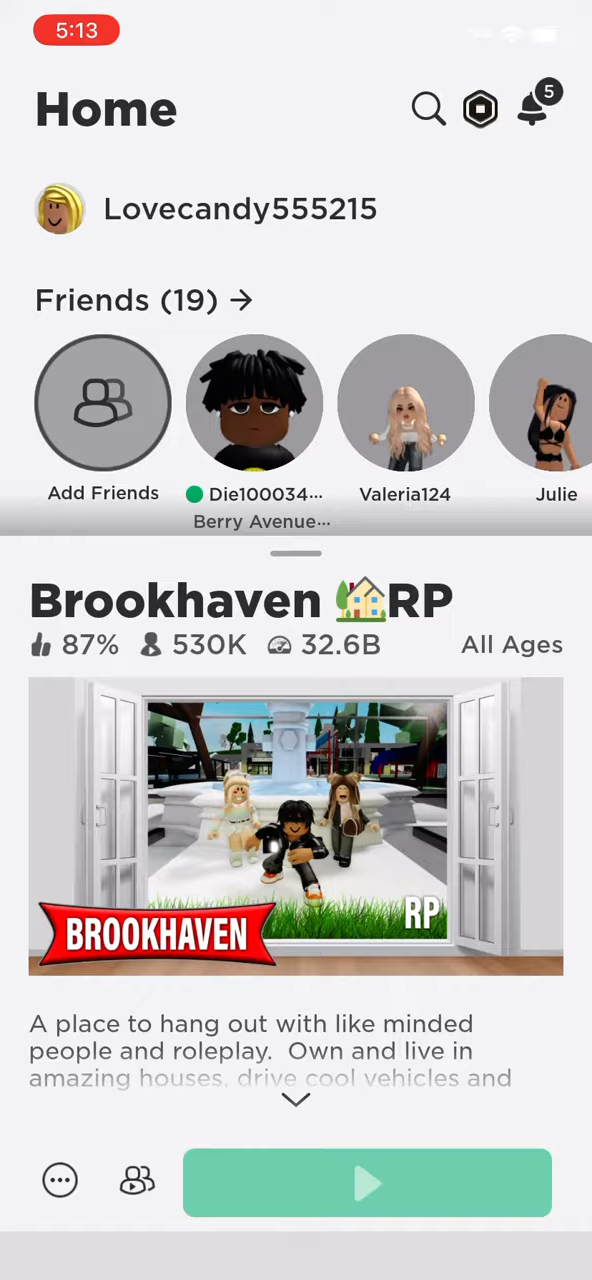 5:13
Home
5
Lovecandy555215
Friends (19) →
Add Friends
Die100034...
Valeria124
Julie
Berry Avenue...
Brookhaven 🏡RP
87% 530K 32.6B All Ages
BROOKHAVEN
RP
A place to hang out with like minded
people and roleplay. Own and live in
amazing houses, drive cool vehicles and